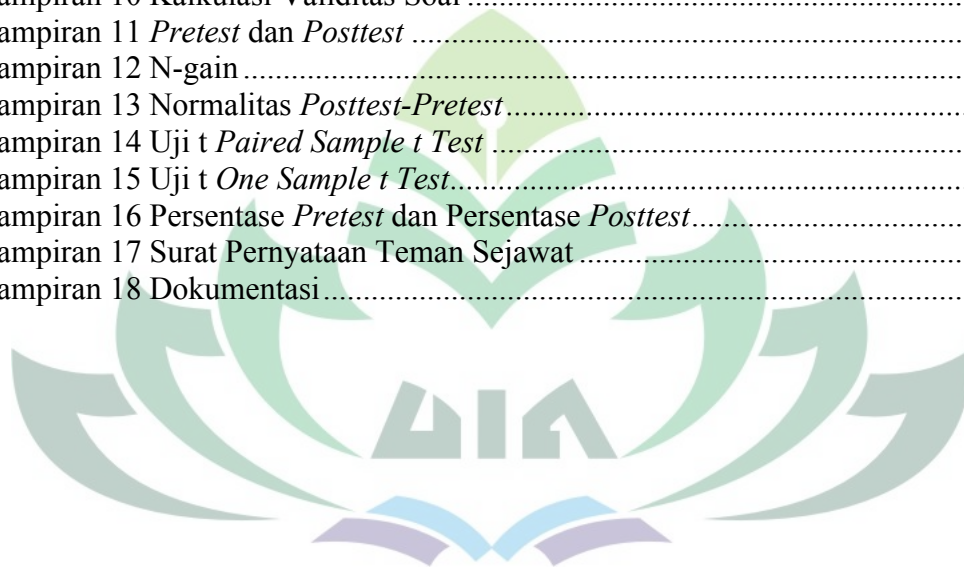 ampiran 10 Kalkulasi Validitas Soal ........................................................
ampiran 11 Pretest dan Posttest ...............................................................
ampiran 12 N-gain .....................................................................................
ampiran 13 Normalitas Posttest-Pretest ....................................................
ampiran 14 Uji t Paired Sample t Test ......................................................
ampiran 15 Uji t One Sample t Test...........................................................
ampiran 16 Persentase Pretest dan Persentase Posttest............................
ampiran 17 Surat Pernyataan Teman Sejawat ..........................................
ampiran 18 Dokumentasi...........................................................................
UIN